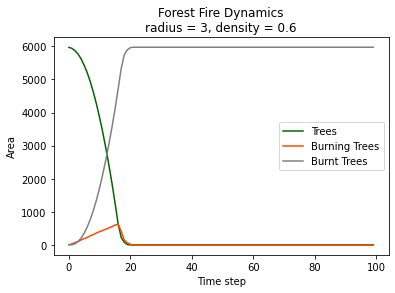 Forest Fire Dynamics
radius = 3, density = 0.6
6000
5000
4000
3000
2000
1000
0
Area
Trees
Burning Trees
Burnt Trees
0
20
40
60
80
100
Time step